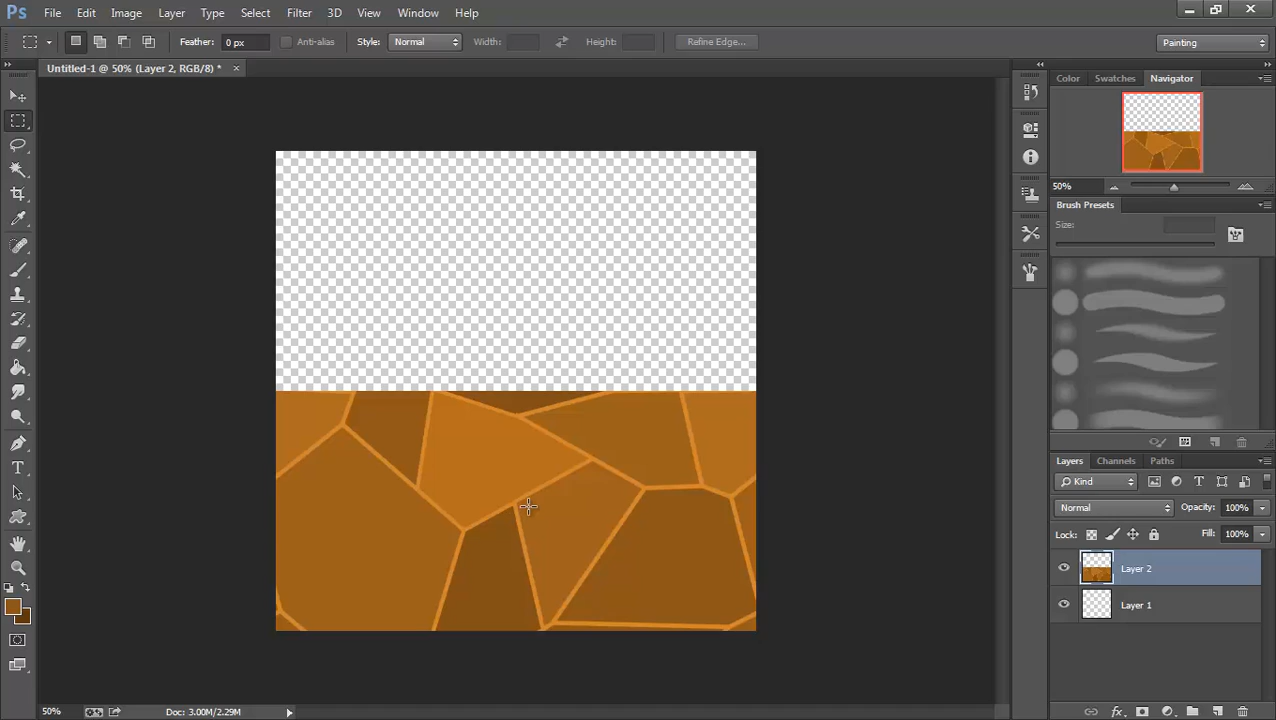 Ps File Edit Image Layer Type Select Filter 3D View Window Help
Feather: 0 px Anti-alias Style: Normal Width: Height: Refine Edge... Painting
Untitled-1 @ 50% (Layer 2, RGB/8) * ×
Color Swatches Navigator
50%
Brush Presets
Size:
Layers Channels Paths
Kind
Normal Opacity: 100%
Lock: Fill: 100%
Layer 2
Layer 1
50% Doc: 3.00M/2.29M